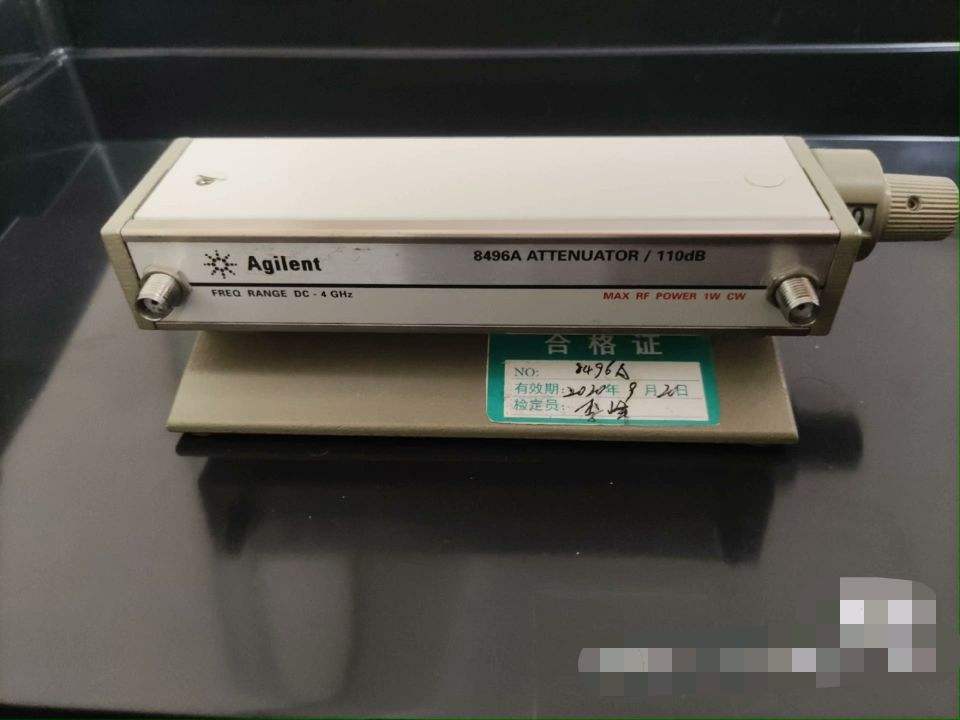 Agilent
8496A ATTENUATOR / 110dB
FREQ RANGE DC - 4 GHz
MAX RF POWER 1W CW
合格证
NO: 8496A
有效期: 2020年9月20日
检定员: